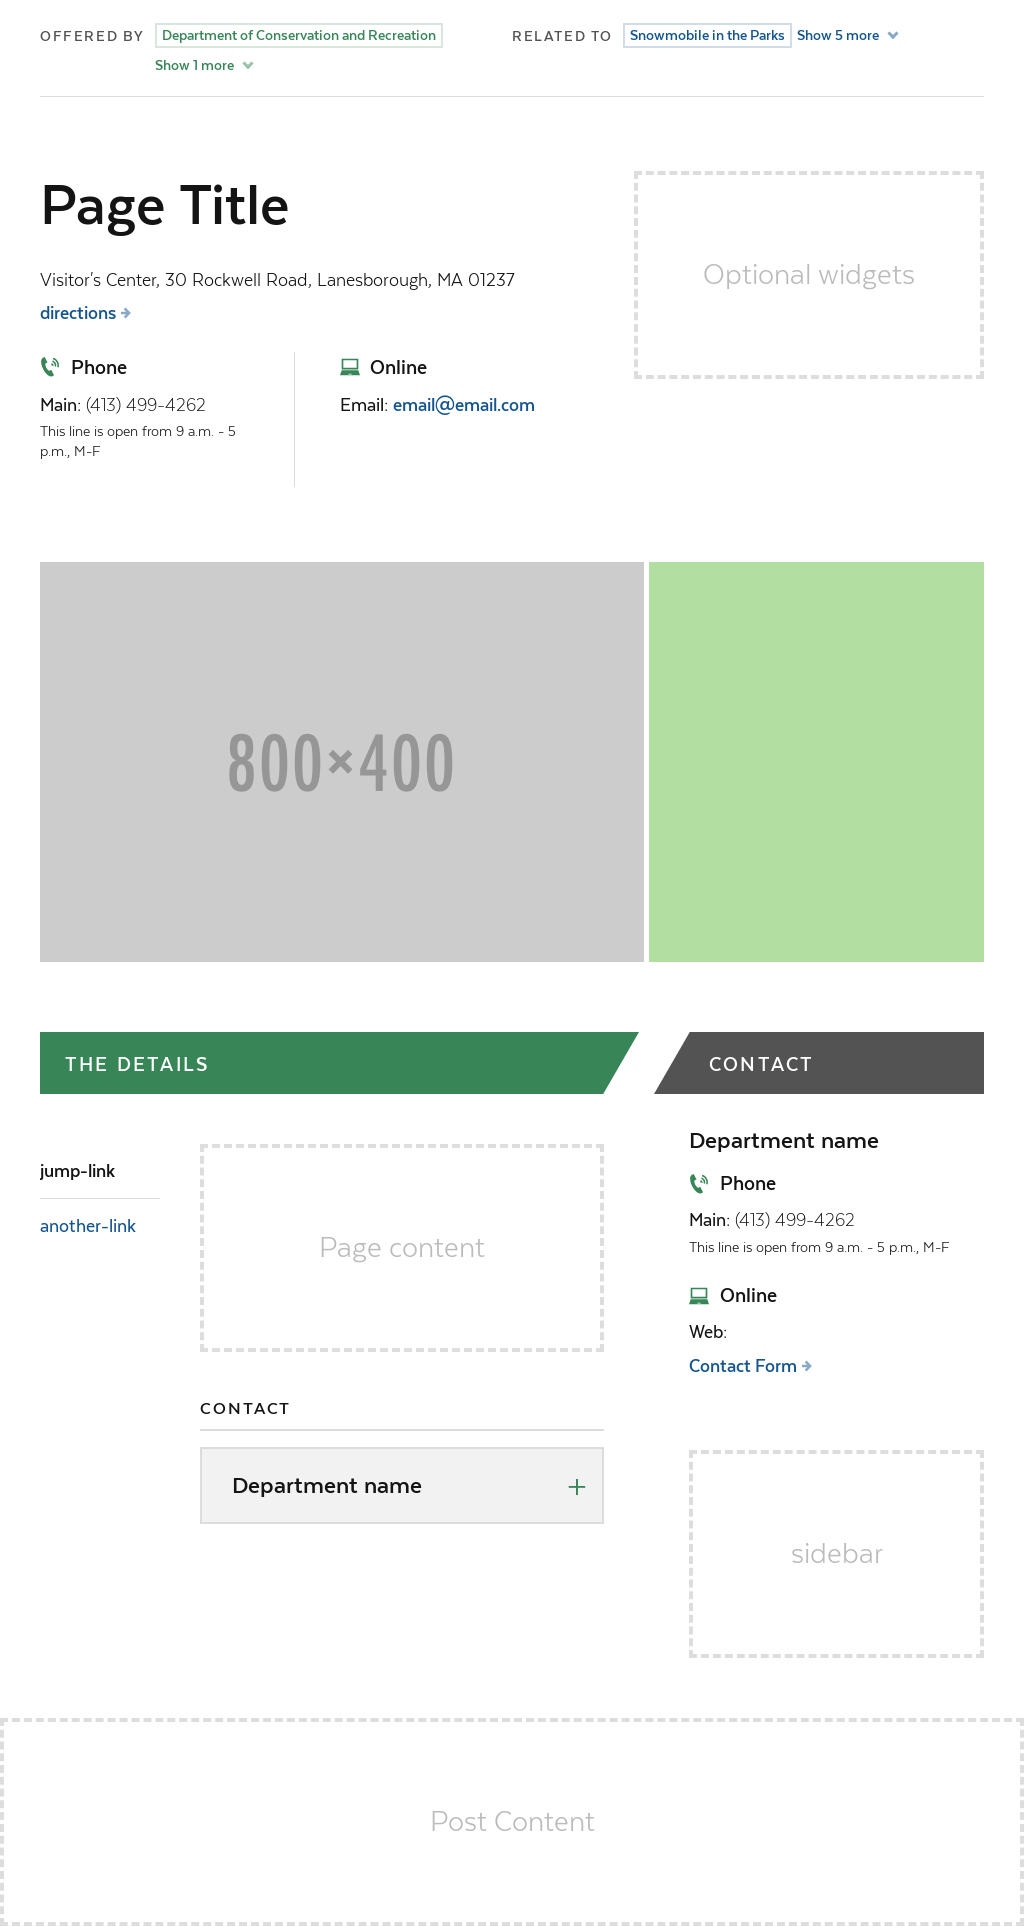 OFFERED BY Department of Conservation and Recreation
Show 1 more
RELATED TO Snowmobile in the Parks Show 5 more
Page Title
Visitor's Center, 30 Rockwell Road, Lanesborough, MA 01237
directions
Phone
Main: (413) 499-4262
This line is open from 9 a.m. - 5
p.m., M-F
Online
Email: email@email.com
Optional widgets
800×400
THE DETAILS
jump-link
another-link
Page content
CONTACT
Department name
CONTACT
Department name
Phone
Main: (413) 499-4262
This line is open from 9 a.m. - 5 p.m., M-F
Online
Web:
Contact Form
sidebar
Post Content